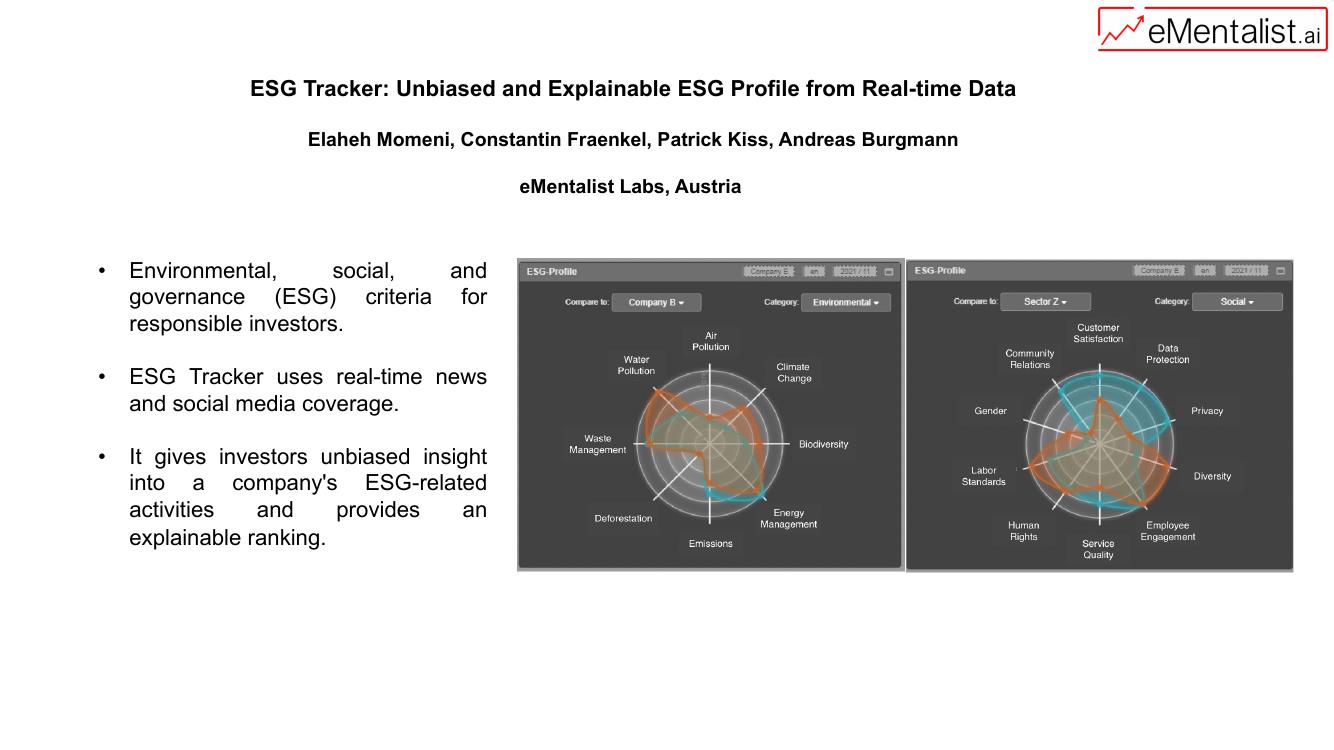 eMentalist.ai
ESG Tracker: Unbiased and Explainable ESG Profile from Real-time Data
Elaheh Momeni, Constantin Fraenkel, Patrick Kiss, Andreas Burgmann
eMentalist Labs, Austria
• Environmental, social, and
governance (ESG) criteria for
responsible investors.
• ESG Tracker uses real-time news
and social media coverage.
• It gives investors unbiased insight
into a company's ESG-related
activities and provides an
explainable ranking.
ESG-Profile
Company E en 2021 / 11
Compare to: Company B Category: Environmental
Air
Pollution
Water
Pollution
Climate
Change
Waste
Management
Biodiversity
Deforestation
Energy
Management
Emissions
ESG-Profile
Company en 2021 / 11
Compare to: Sector Z Category: Social
Customer
Satisfaction
Community
Relations
Data
Protection
Gender
Privacy
Labor
Standards
Diversity
Human
Rights
Employee
Engagement
Service
Quality